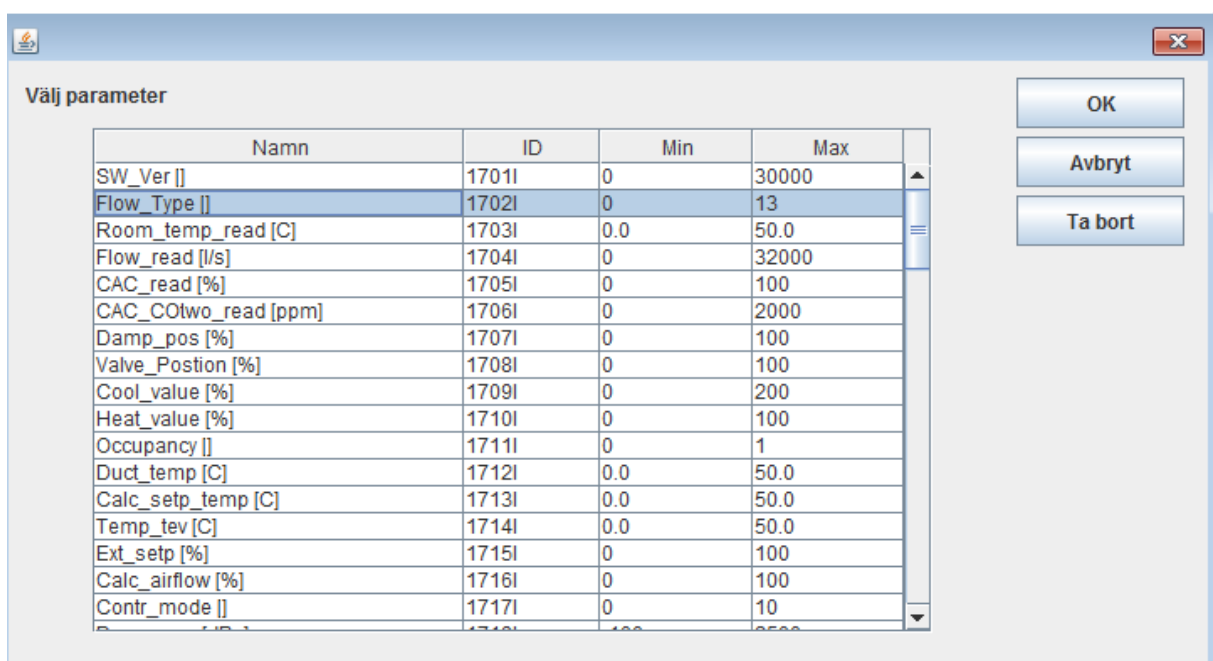 Välj parameter
OK
Avbryt
Ta bort
Namn ID Min Max
SW_Ver [] 1701I 0 30000
Flow_Type [] 1702I 0 13
Room_temp_read [C] 1703I 0.0 50.0
Flow_read [l/s] 1704I 0 32000
CAC_read [%] 1705I 0 100
CAC_COtwo_read [ppm] 1706I 0 2000
Damp_pos [%] 1707I 0 100
Valve_Postion [%] 1708I 0 100
Cool_value [%] 1709I 0 200
Heat_value [%] 1710I 0 100
Occupancy [] 1711I 0 1
Duct_temp [C] 1712I 0.0 50.0
Calc_setp_temp [C] 1713I 0.0 50.0
Temp_tev [C] 1714I 0.0 50.0
Ext_setp [%] 1715I 0 100
Calc_airflow [%] 1716I 0 100
Contr_mode [] 1717I 0 10